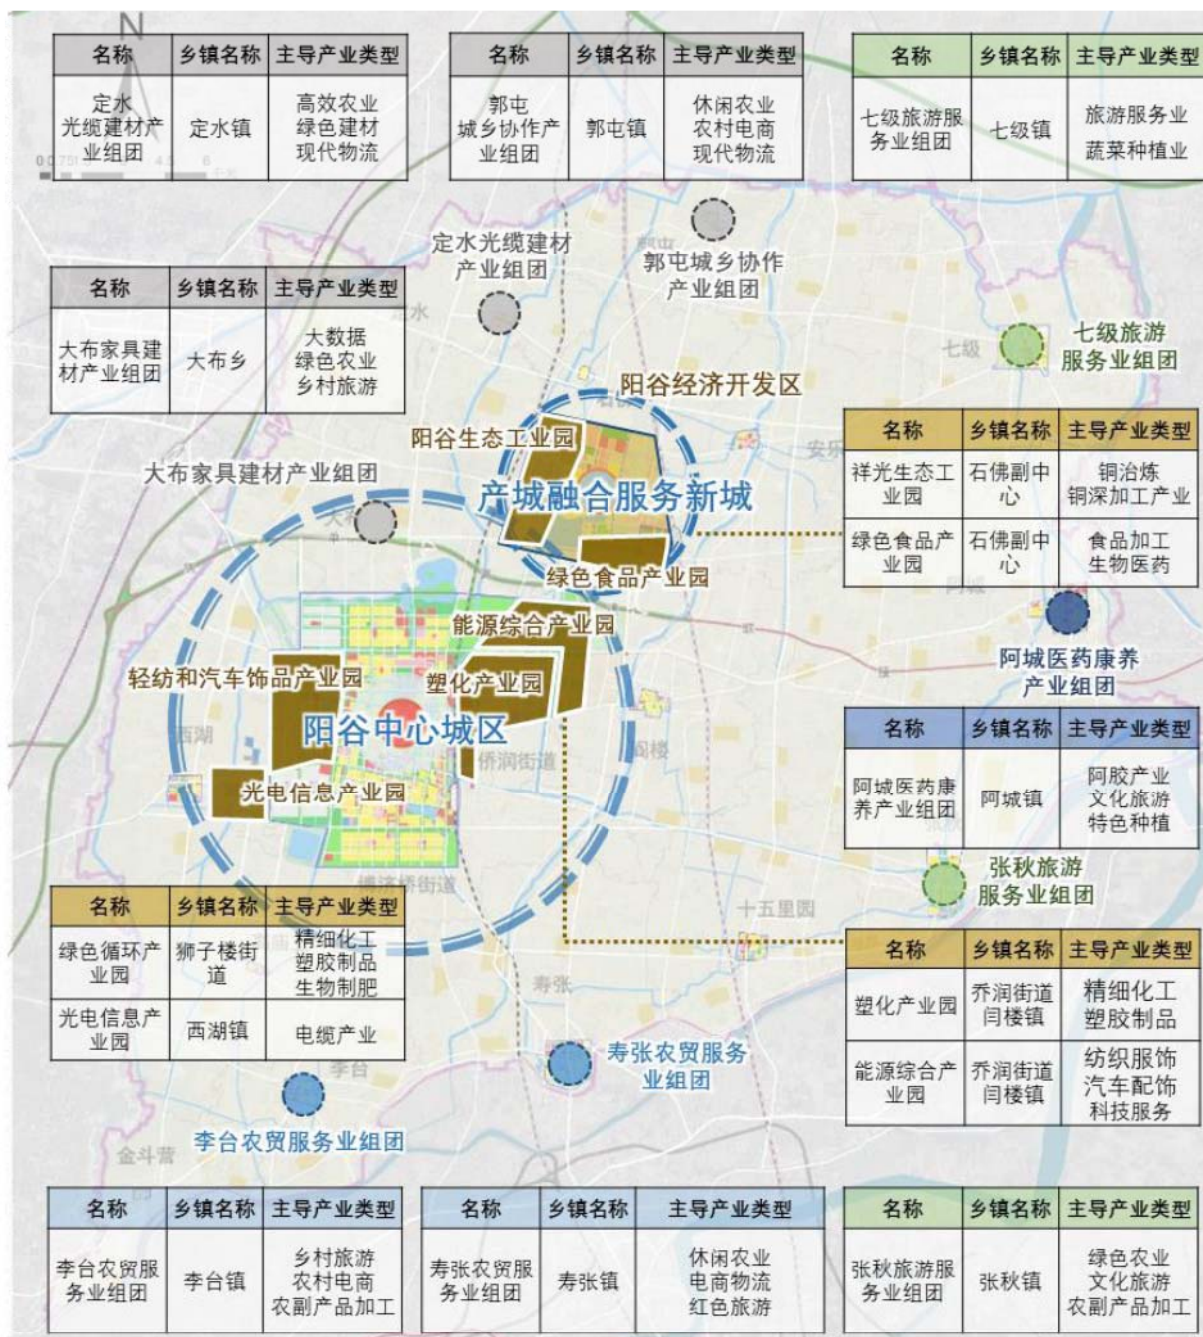 N
名称 乡镇名称 主导产业类型
定水
光缆建材产
业组团
定水镇
高效农业
绿色建材
现代物流
名称 乡镇名称 主导产业类型
郭屯
城乡协作产
业组团
郭屯镇
休闲农业
农村电商
现代物流
名称 乡镇名称 主导产业类型
七级旅游服
务业组团
七级镇
旅游服务业
蔬菜种植业
定水光缆建材
产业组团
郭屯城乡协作
产业组团
定水
名称 乡镇名称 主导产业类型
大布家具建
材产业组团
大布乡
大数据
绿色农业
乡村旅游
七级
七级旅游
服务业组团
阳谷经济开发区
阳谷生态工业园
安乐
大布家具建材产业组团
产城融合服务新城
绿色食品产业园
名称 乡镇名称 主导产业类型
祥光生态工
业园
石佛副中
心
铜冶炼
铜深加工产业
绿色食品产
业园
石佛副中
心
食品加工
生物医药
阿城
阿城医药康养
产业组团
能源综合产业园
轻纺和汽车饰品产业园
塑化产业园
阳谷中心城区
西湖
侨润街道
阎楼
光电信息产业园
博济桥街道
名称 乡镇名称 主导产业类型
阿城医药康
养产业组团
阿城镇
阿胶产业
文化旅游
特色种植
张秋旅游
服务业组团
十五里园
名称 乡镇名称 主导产业类型
绿色循环产
业园
狮子楼街
道
精细化工
塑胶制品
生物制肥
光电信息产
业园
西湖镇
电缆产业
寿张
名称 乡镇名称 主导产业类型
塑化产业园
乔润街道
闫楼镇
精细化工
塑胶制品
能源综合产
业园
乔润街道
闫楼镇
纺织服饰
汽车配饰
科技服务
寿张农贸服务
业组团
李台
李台农贸服务业组团
金斗营
名称 乡镇名称 主导产业类型
李台农贸服
务业组团
李台镇
乡村旅游
农村电商
农副产品加工
名称 乡镇名称 主导产业类型
寿张农贸服
务业组团
寿张镇
休闲农业
电商物流
红色旅游
名称 乡镇名称 主导产业类型
张秋旅游服
务业组团
张秋镇
绿色农业
文化旅游
农副产品加工